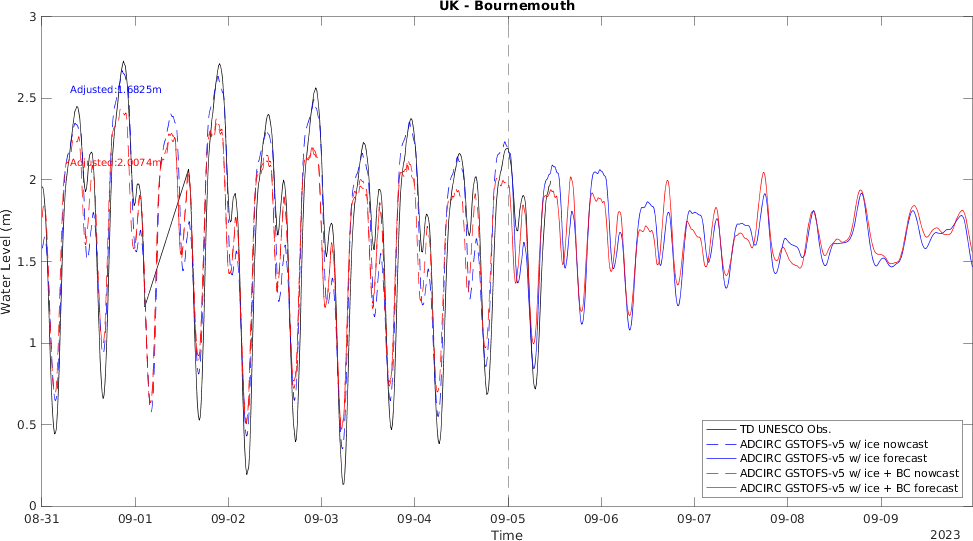 UK - Bournemouth
3
2.5
2
1.5
1
0.5
0
Water Level (m)
Adjusted:1.6825m
Adjusted:2.0074m
TD UNESCO Obs.
ADCIRC GSTOFS-v5 w/ ice nowcast
ADCIRC GSTOFS-v5 w/ ice forecast
ADCIRC GSTOFS-v5 w/ ice + BC nowcast
ADCIRC GSTOFS-v5 w/ ice + BC forecast
08-31 09-01 09-02 09-03 09-04 09-05 09-06 09-07 09-08 09-09
Time
2023